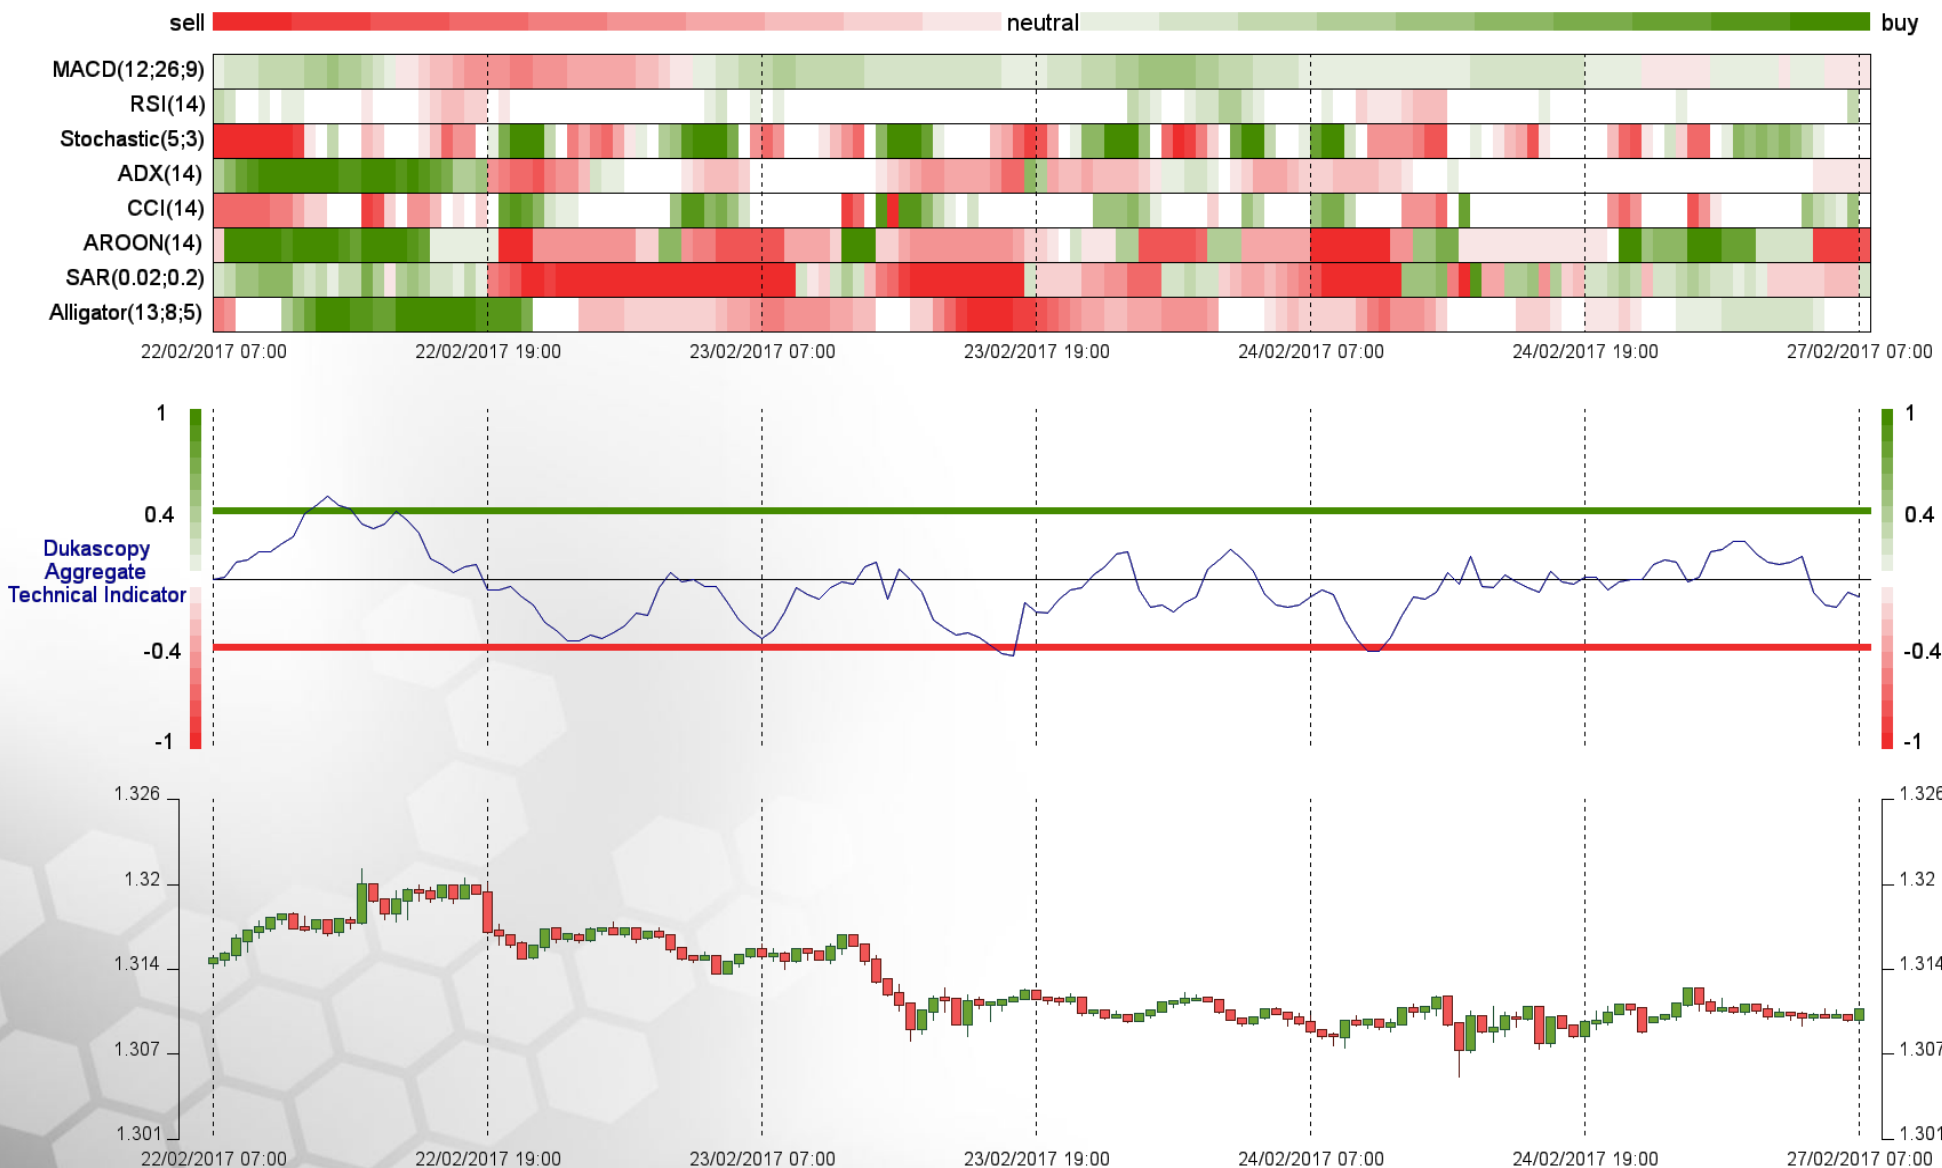 sell neutral buy
MACD(12;26;9)
RSI(14)
Stochastic(5;3)
ADX(14)
CCI(14)
AROON(14)
SAR(0.02;0.2)
Alligator(13;8;5)
22/02/2017 07:00 22/02/2017 19:00 23/02/2017 07:00 23/02/2017 19:00 24/02/2017 07:00 24/02/2017 19:00 27/02/2017 07:00
1 1
0.4 0.4
Dukascopy
Aggregate
Technical Indicator
-0.4 -0.4
-1 -1
1.326 1.326
1.32 1.32
1.314 1.314
1.307 1.307
1.301 1.301
22/02/2017 07:00 22/02/2017 19:00 23/02/2017 07:00 23/02/2017 19:00 24/02/2017 07:00 24/02/2017 19:00 27/02/2017 07:00